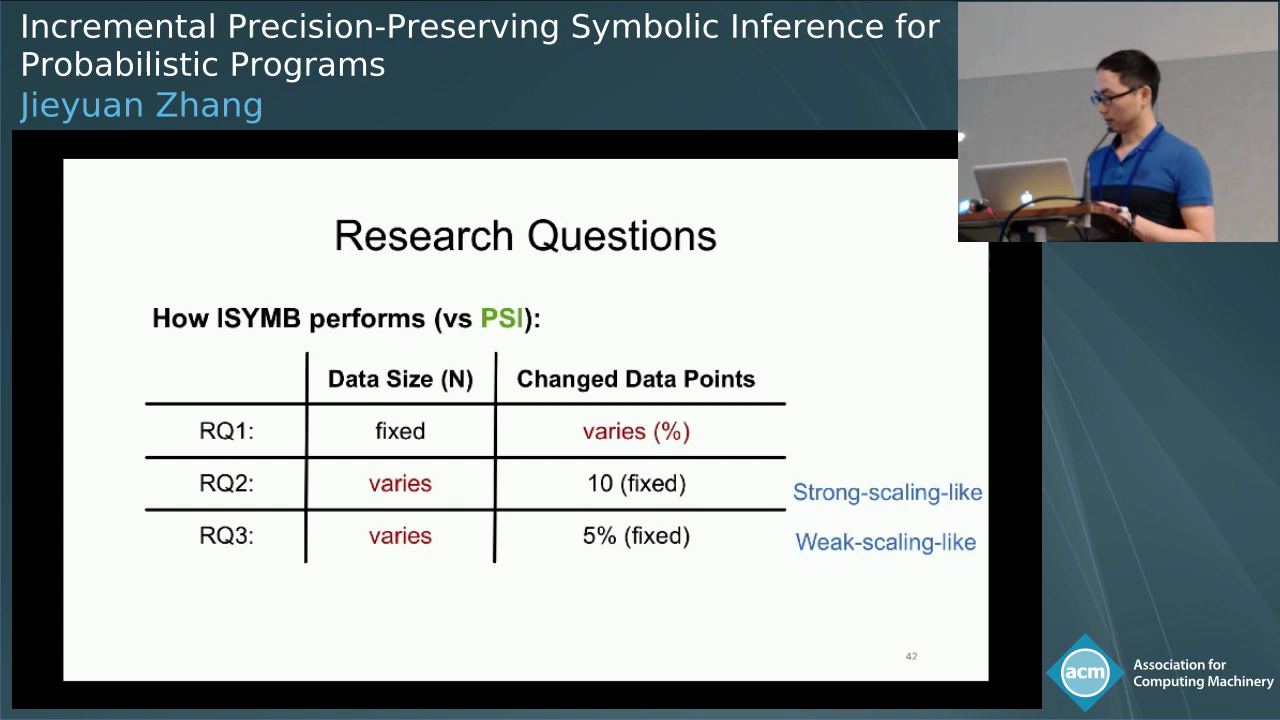 Incremental Precision-Preserving Symbolic Inference for
Probabilistic Programs
Jieyuan Zhang
Research Questions
How ISYMB performs (vs PSI):
Data Size (N) Changed Data Points
RQ1: fixed varies (%)
RQ2: varies 10 (fixed) Strong-scaling-like
RQ3: varies 5% (fixed) Weak-scaling-like
42
acm Association for
Computing Machinery